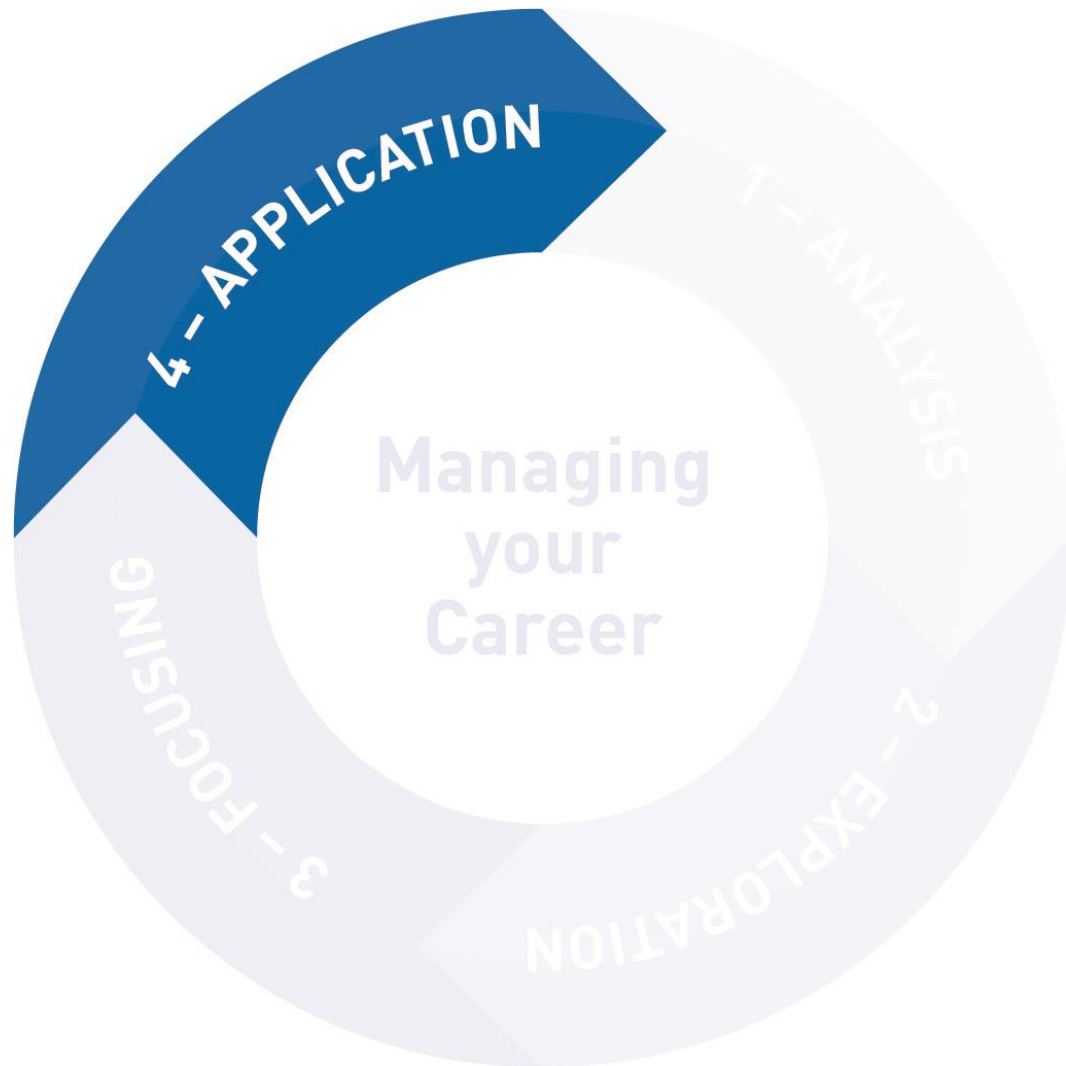 4 – APPLICATION
1 – ANALYSIS
2 – EXPLORATION
3 – FOCUSING
Managing
your
Career